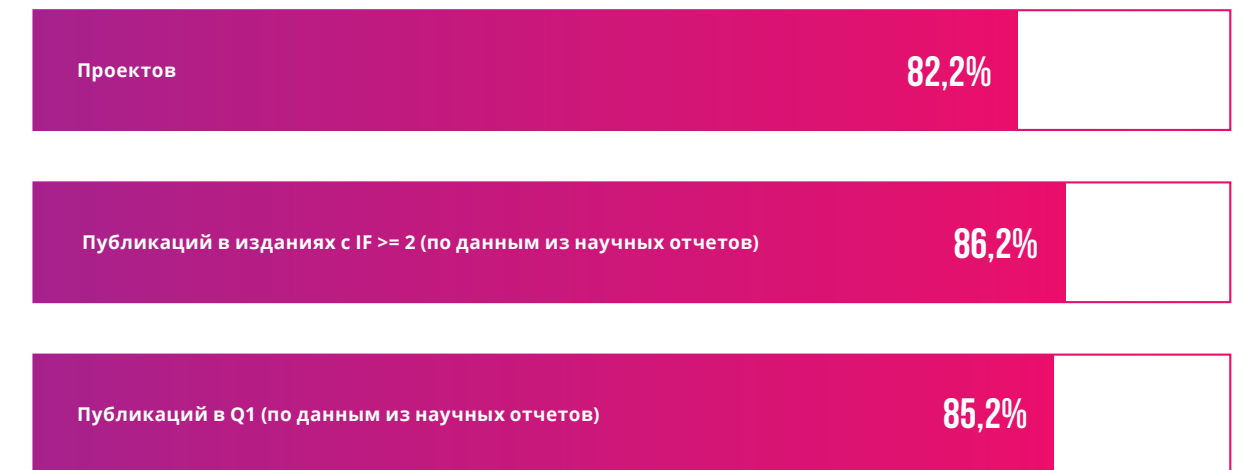 Проектов 82,2%
Публикаций в изданиях с IF >= 2 (по данным из научных отчетов) 86,2%
Публикаций в Q1 (по данным из научных отчетов) 85,2%